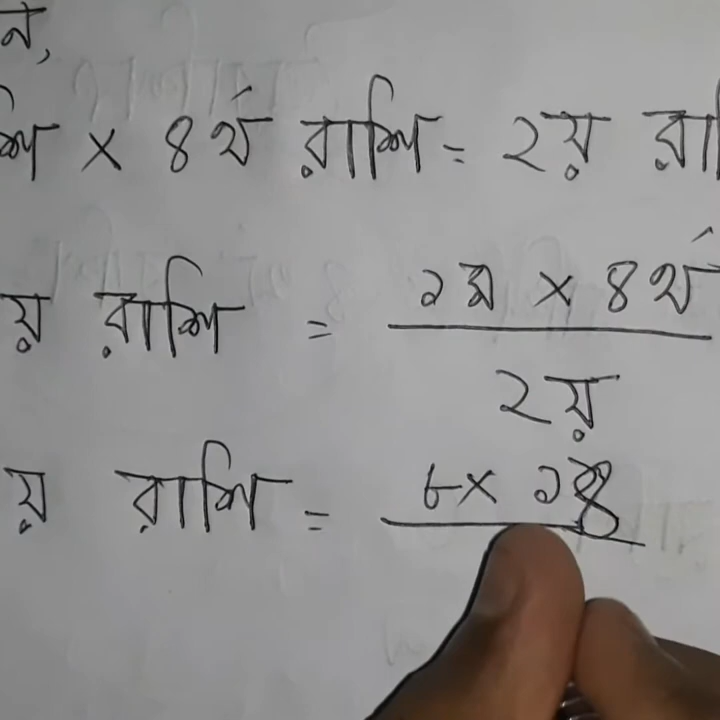 ন,
শি × ৪র্থ রাশি = ২য় রা
য় রাশি = ১ম × ৪র্থ
২য়
য় রাশি = ৮ ×